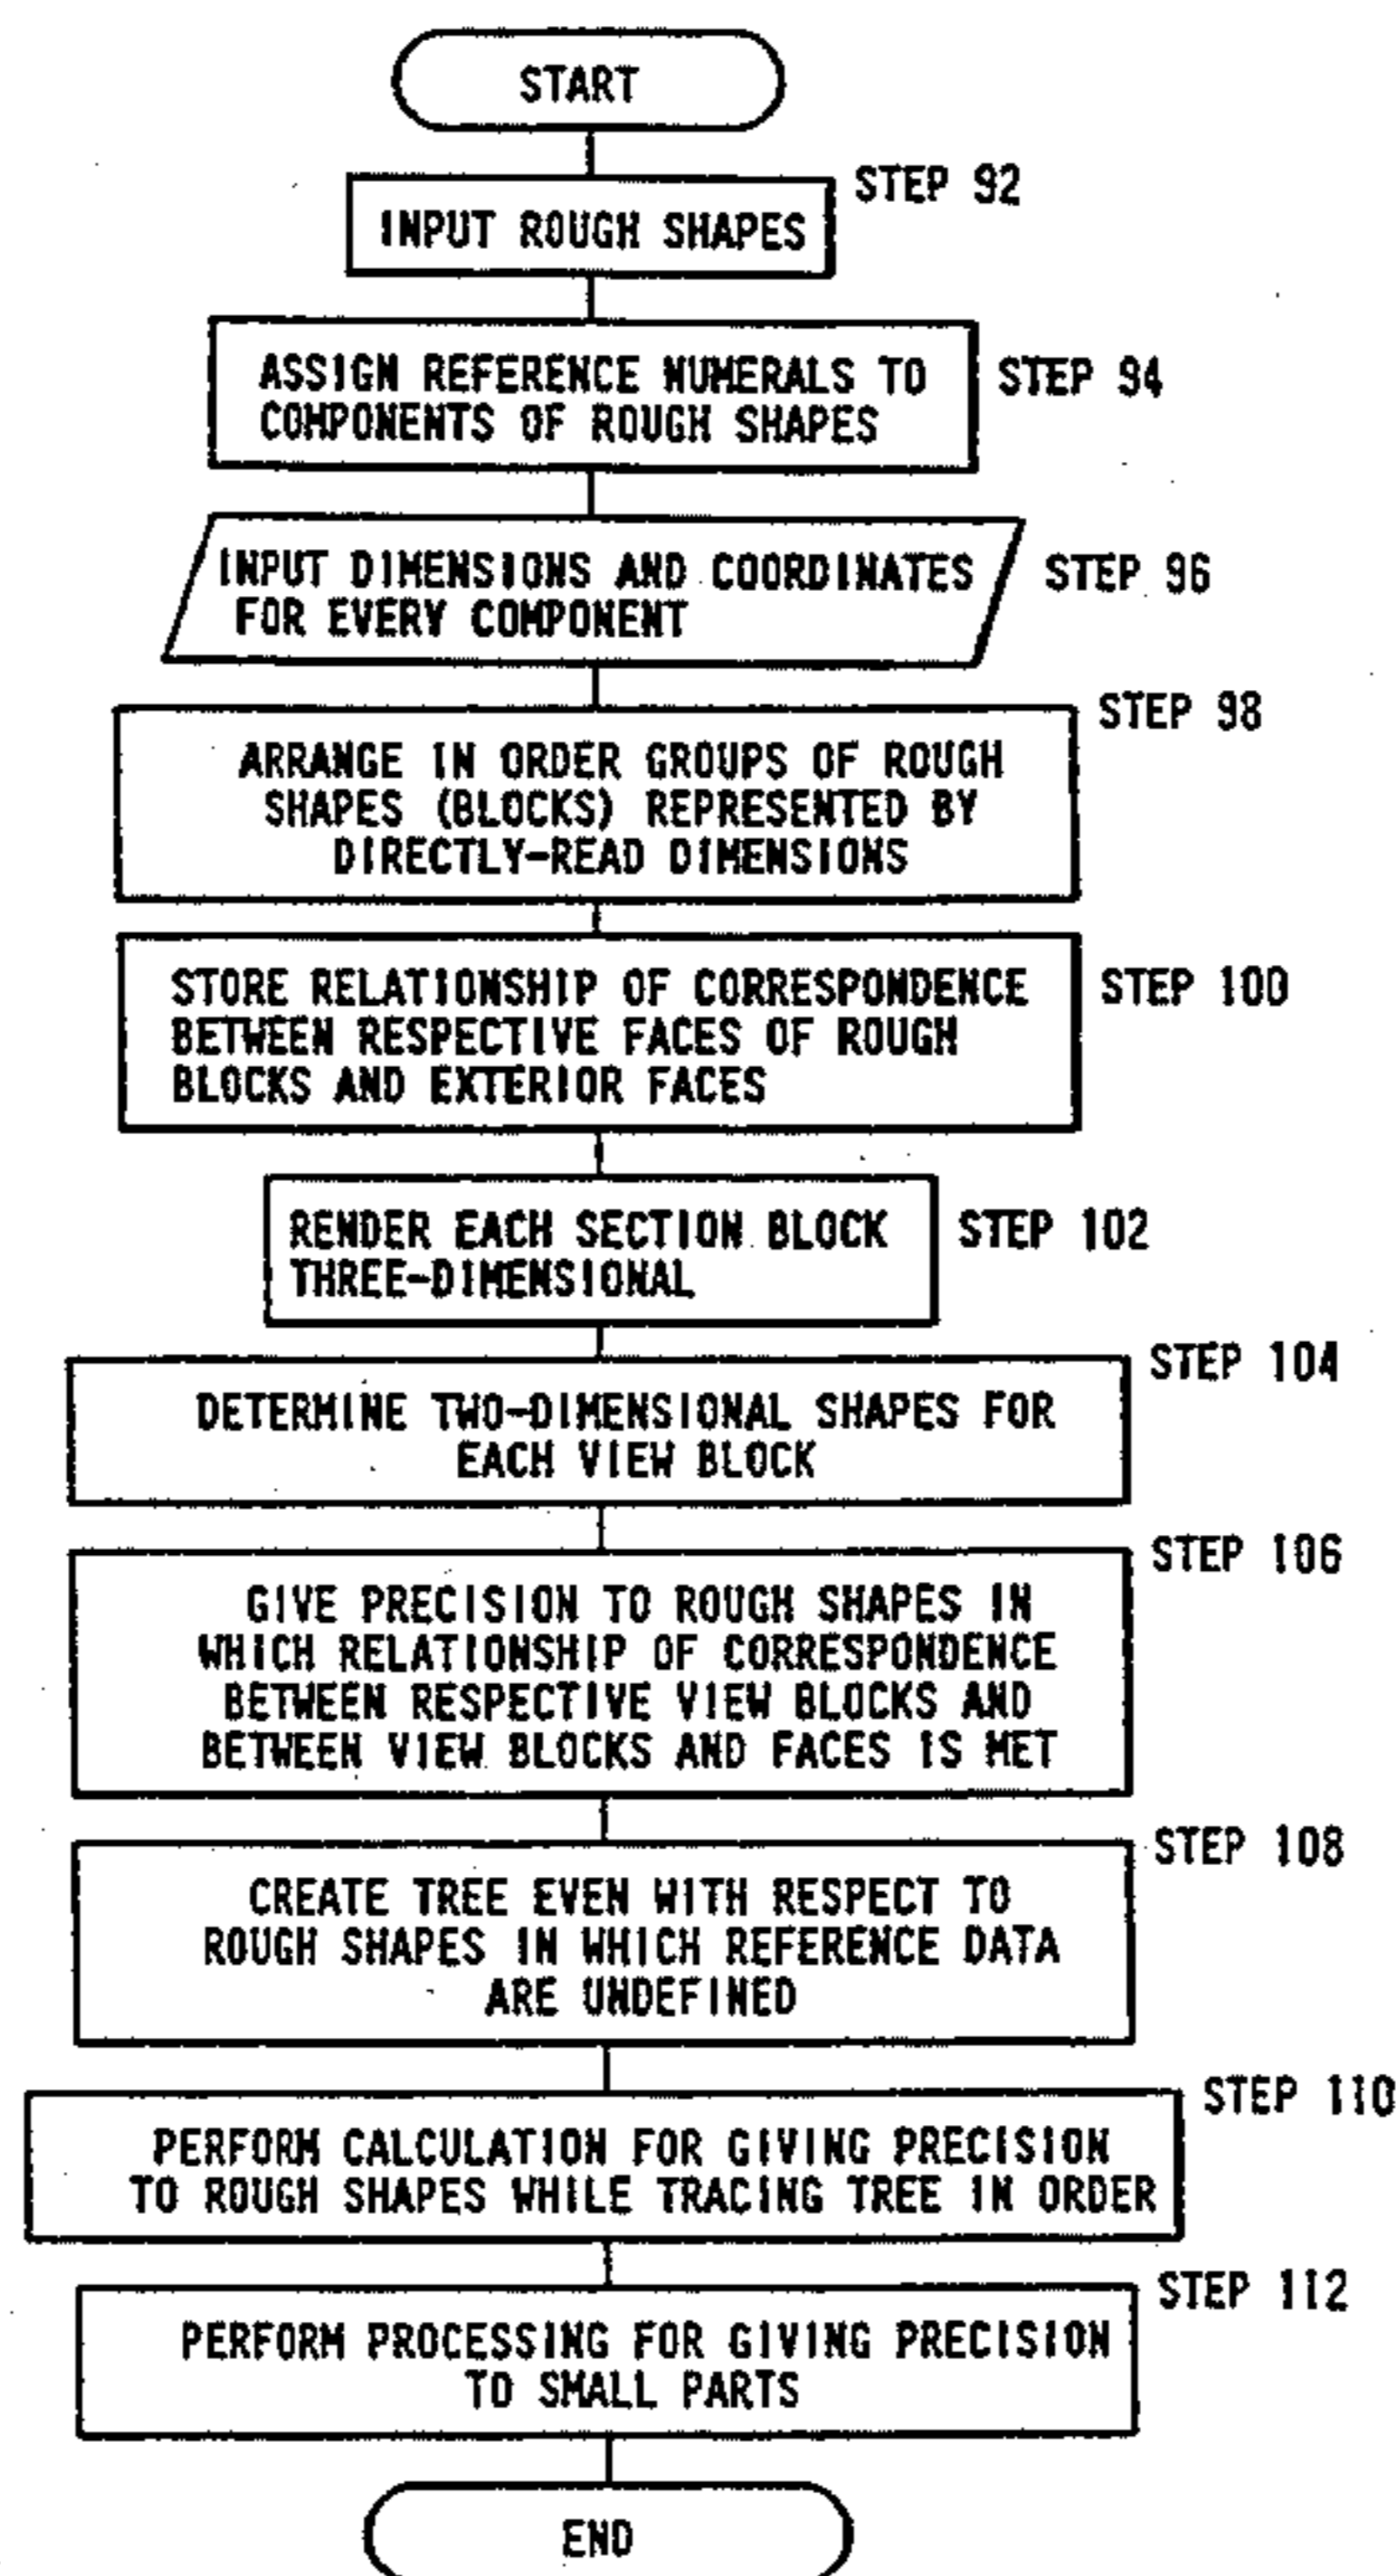 START
STEP 92
INPUT ROUGH SHAPES
ASSIGN REFERENCE NUMERALS TO
COMPONENTS OF ROUGH SHAPES
STEP 94
INPUT DIMENSIONS AND COORDINATES
FOR EVERY COMPONENT
STEP 96
STEP 98
ARRANGE IN ORDER GROUPS OF ROUGH
SHAPES (BLOCKS) REPRESENTED BY
DIRECTLY-READ DIMENSIONS
STORE RELATIONSHIP OF CORRESPONDENCE
BETWEEN RESPECTIVE FACES OF ROUGH
BLOCKS AND EXTERIOR FACES
STEP 100
RENDER EACH SECTION BLOCK
THREE-DIMENSIONAL
STEP 102
STEP 104
DETERMINE TWO-DIMENSIONAL SHAPES FOR
EACH VIEW BLOCK
STEP 106
GIVE PRECISION TO ROUGH SHAPES IN
WHICH RELATIONSHIP OF CORRESPONDENCE
BETWEEN RESPECTIVE VIEW BLOCKS AND
BETWEEN VIEW BLOCKS AND FACES IS MET
STEP 108
CREATE TREE EVEN WITH RESPECT TO
ROUGH SHAPES IN WHICH REFERENCE DATA
ARE UNDEFINED
STEP 110
PERFORM CALCULATION FOR GIVING PRECISION
TO ROUGH SHAPES WHILE TRACING TREE IN ORDER
STEP 112
PERFORM PROCESSING FOR GIVING PRECISION
TO SMALL PARTS
END